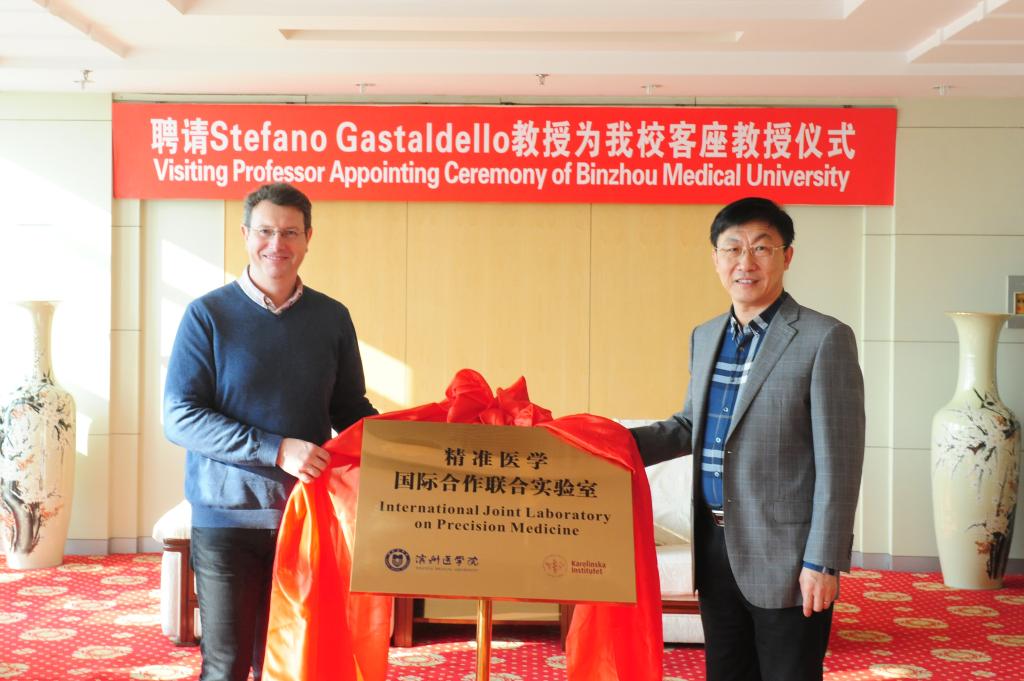 聘请Stefano Gastaldello教授为我校客座教授仪式
Visiting Professor Appointing Ceremony of Binzhou Medical University
精准医学
国际合作联合实验室
International Joint Laboratory
on Precision Medicine
滨州医学院
BINZHOU MEDICAL UNIVERSITY
Karolinska
Institutet